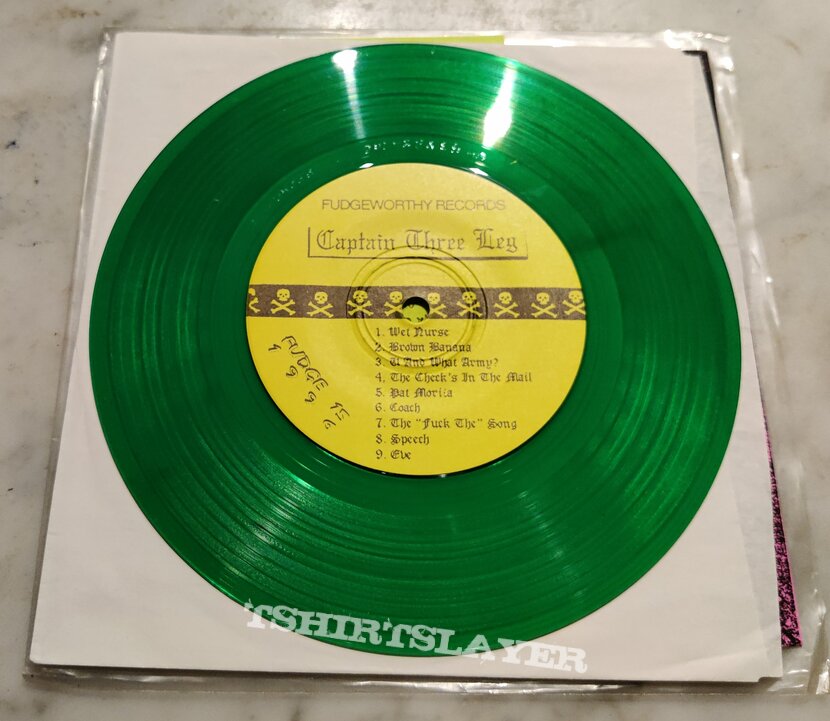 FUDGEWORTHY RECORDS
Captain Three Leg
1. Wet Nurse
2. Brown Banana
3. U And What Army?
4. The Check's In The Mail
5. Pat Morita
6. Coach
7. The "Fuck The" Song
8. Speech
9. Eve
FUDGE 15
1996
TSHIRTSLAYER